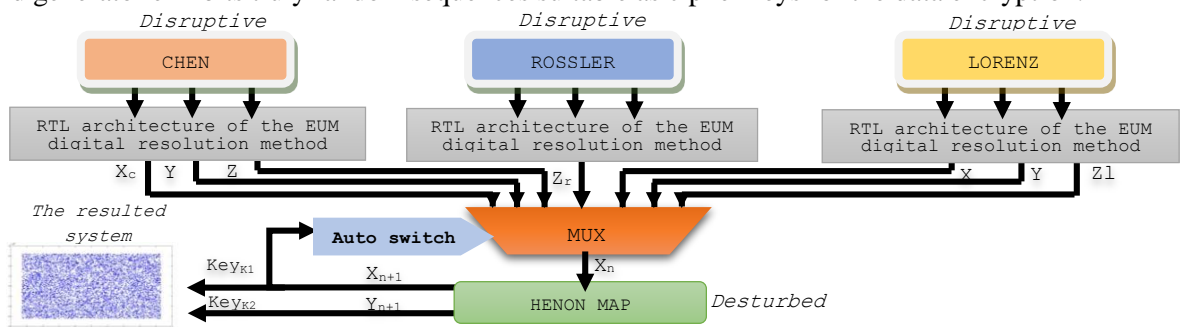 Disruptive Disruptive Disruptive
CHEN ROSSLER LORENZ
RTL architecture of the EUM RTL architecture of the EUM RTL architecture of the EUM
digital resolution method digital resolution method digital resolution method
Xc Y Z Zr X Y Zl
The resulted
system
Auto switch MUX
Xn
KeyK1 Xn+1
KeyK2 Yn+1 HENON MAP Desturbed